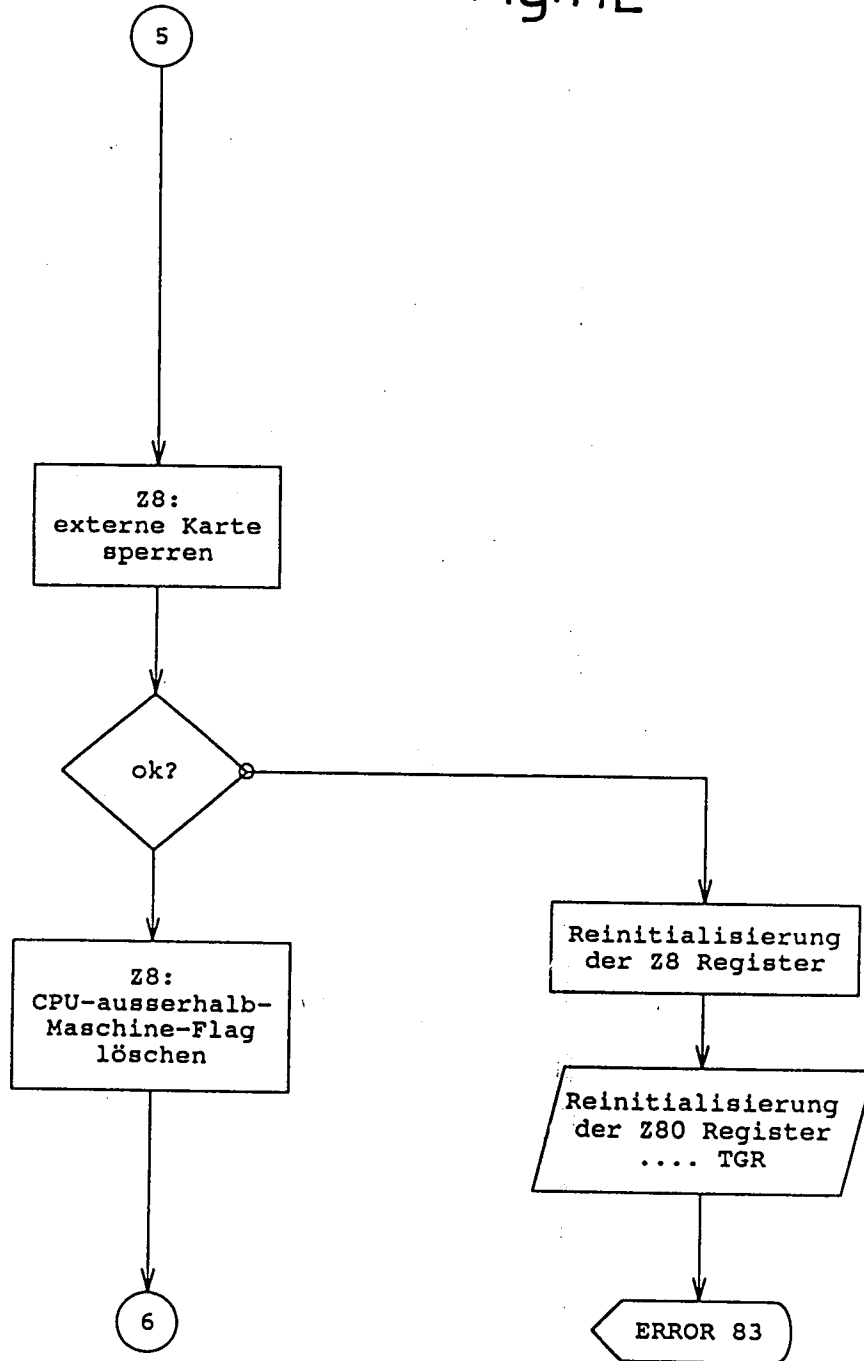 5
Z8:
externe Karte
sperren
ok?
Z8:
CPU-ausserhalb-
Maschine-Flag
löschen
6
Reinitialisierung
der Z8 Register
Reinitialisierung
der Z80 Register
.... TGR
ERROR 83